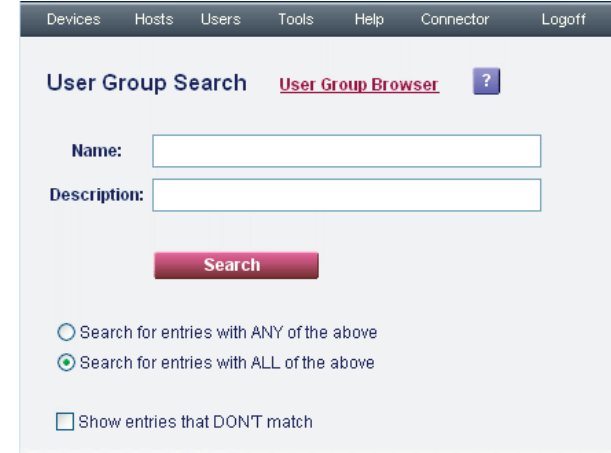 Devices Hosts Users Tools Help Connector Logoff
User Group Search User Group Browser ?
Name:
Description:
Search
Search for entries with ANY of the above
Search for entries with ALL of the above
Show entries that DON'T match